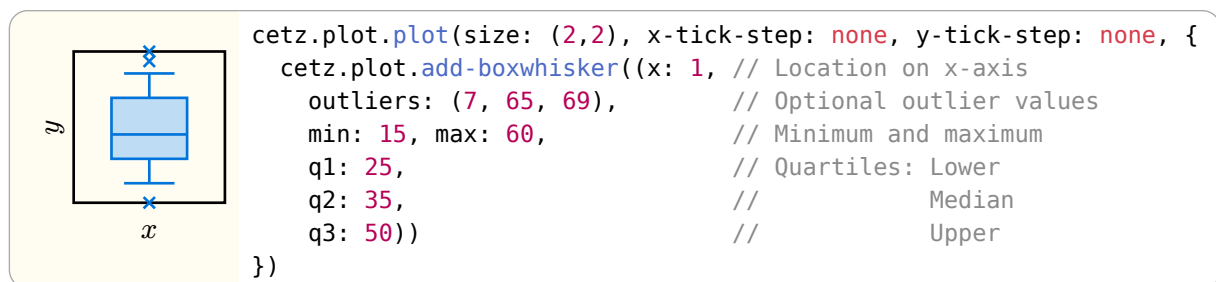 y
x
cetz.plot.plot(size: (2,2), x-tick-step: none, y-tick-step: none, {
  cetz.plot.add-boxwhisker((x: 1, // Location on x-axis
    outliers: (7, 65, 69),        // Optional outlier values
    min: 15, max: 60,             // Minimum and maximum
    q1: 25,                       // Quartiles: Lower
    q2: 35,                       //            Median
    q3: 50))                      //            Upper
})